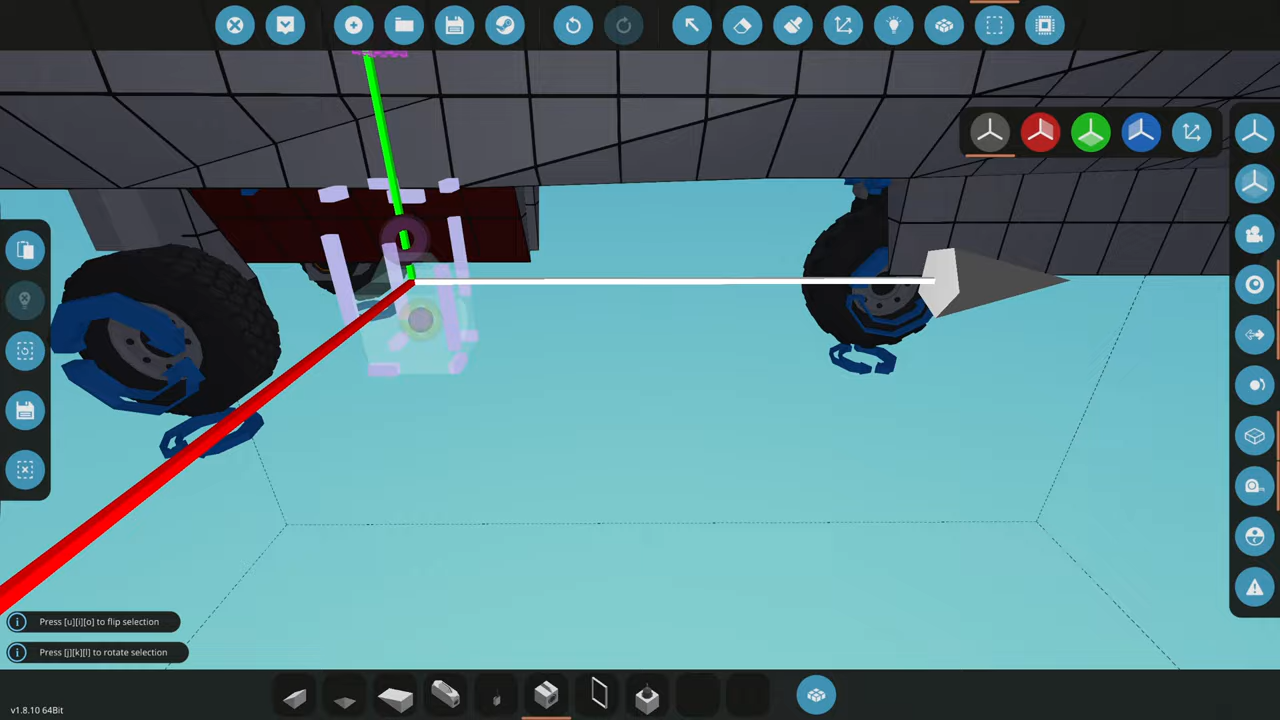 Press [u][i][o] to flip selection
Press [j][k][l] to rotate selection
v1.8.10 64Bit